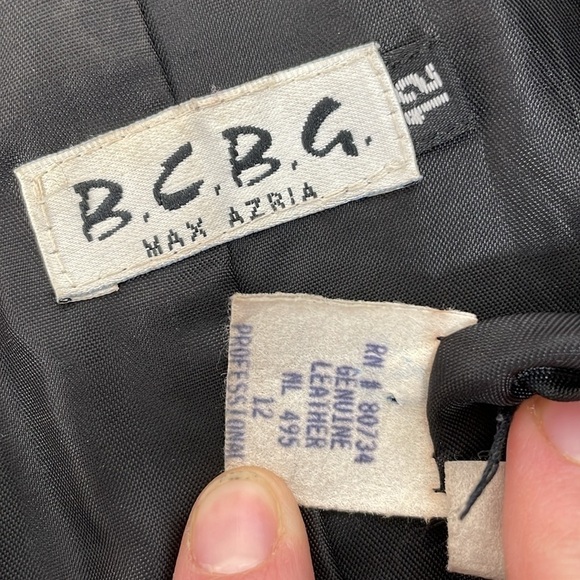 B.C.B.G.
MAX AZRIA
12
RN # 80734
GENUINE
LEATHER
NL 495
12
PROFESSIONAL